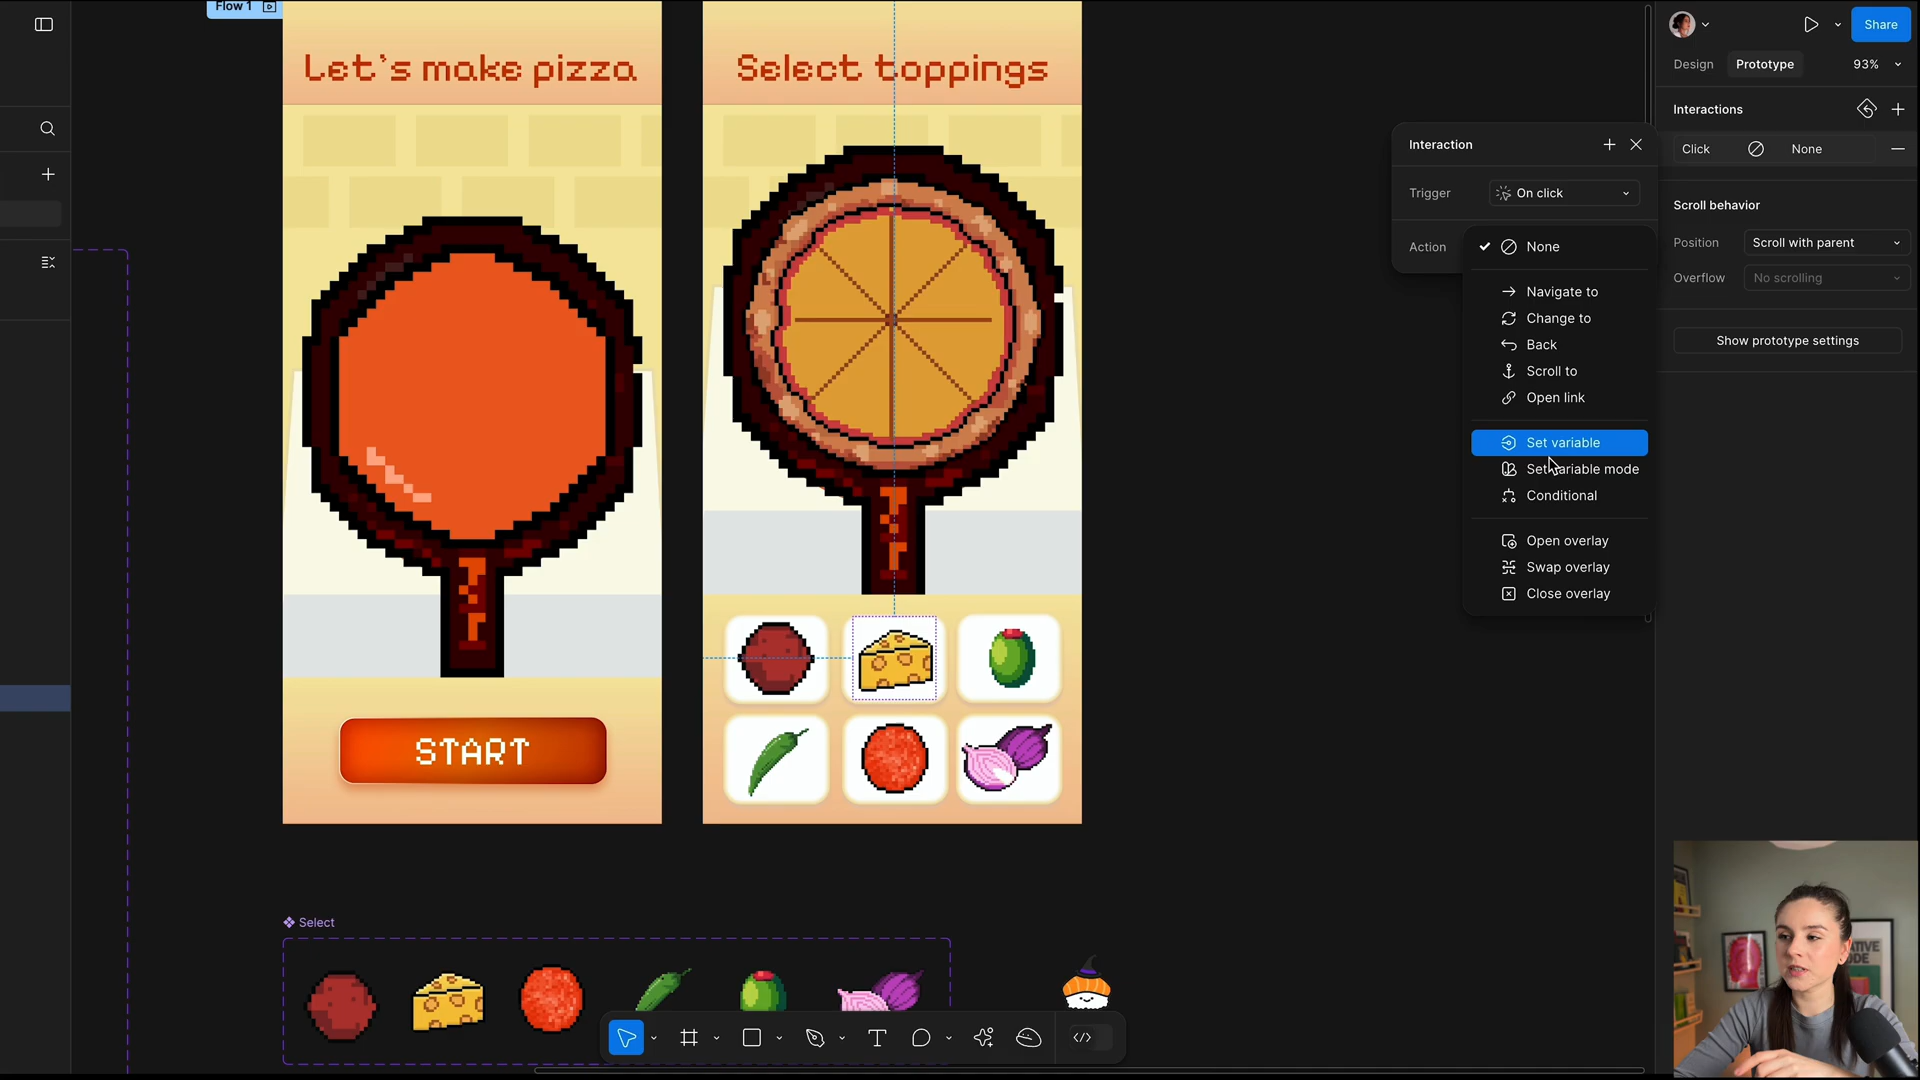 Flow 1
Let's make pizza
START
Select toppings
Select
Share
Design
Prototype
93%
Interactions
Click
None
Scroll behavior
Position
Scroll with parent
Overflow
No scrolling
Show prototype settings
Interaction
Trigger
On click
Action
None
Navigate to
Change to
Back
Scroll to
Open link
Set variable
Set variable mode
Conditional
Open overlay
Swap overlay
Close overlay